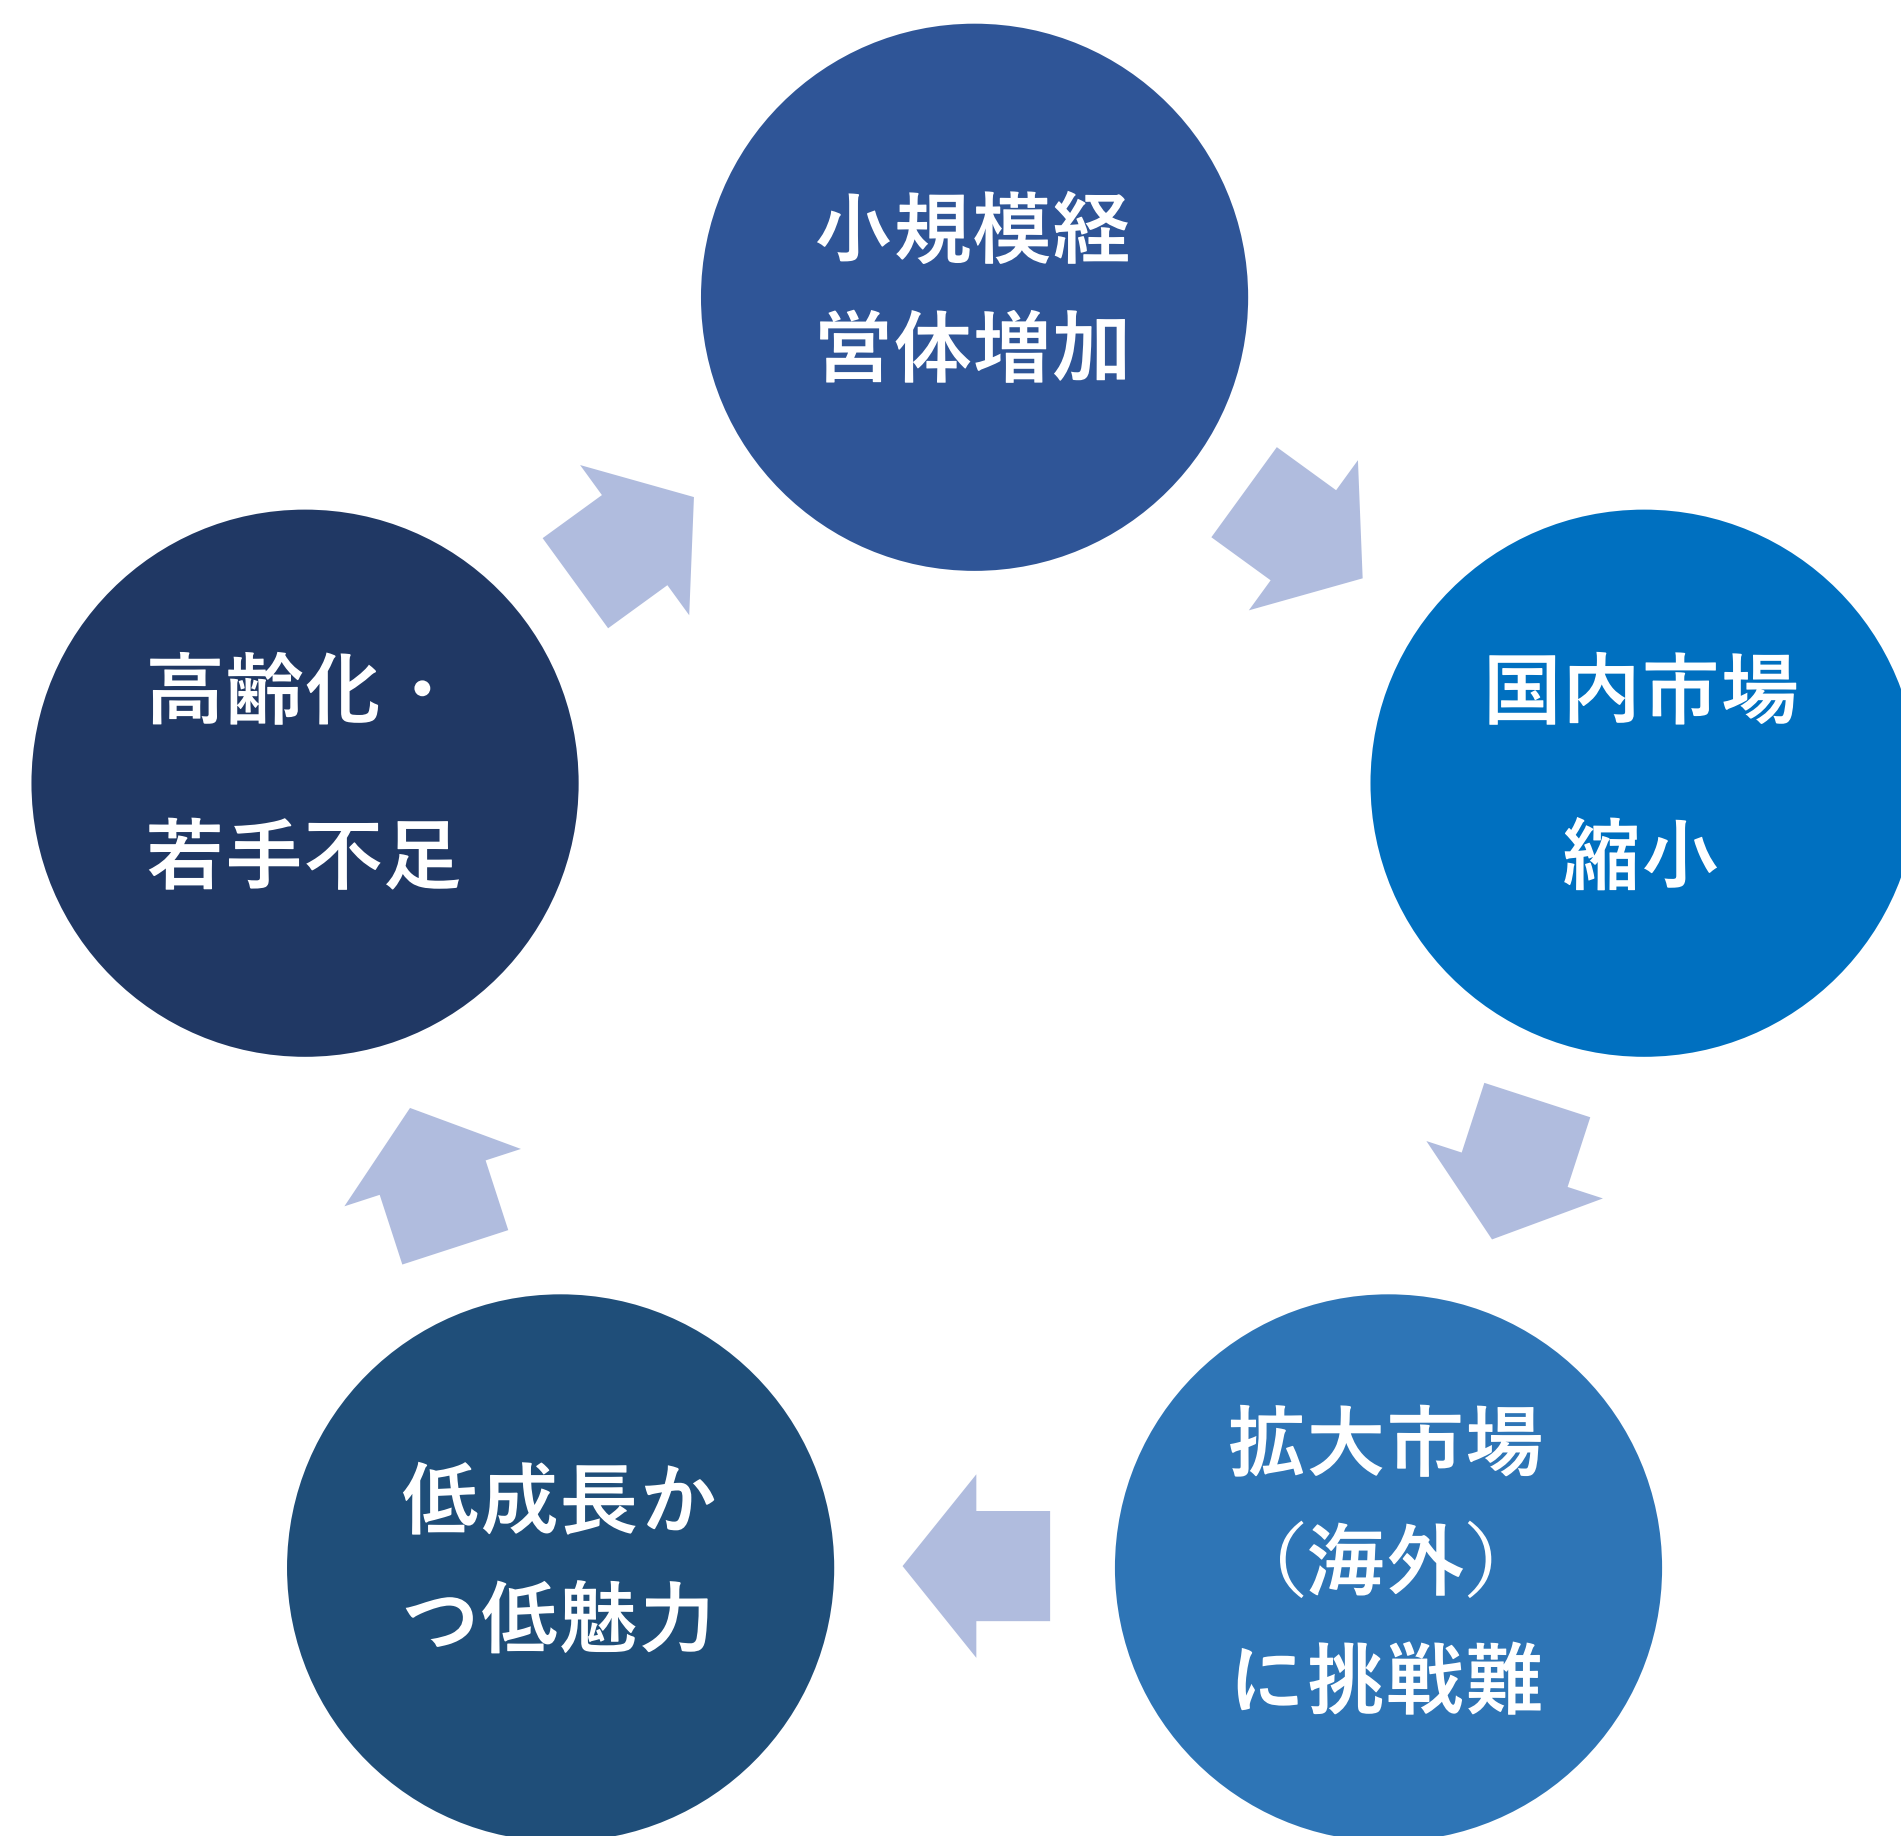 小規模経
営体増加
国内市場
縮小
拡大市場
（海外）
に挑戦難
低成長か
つ低魅力
高齢化・
若手不足